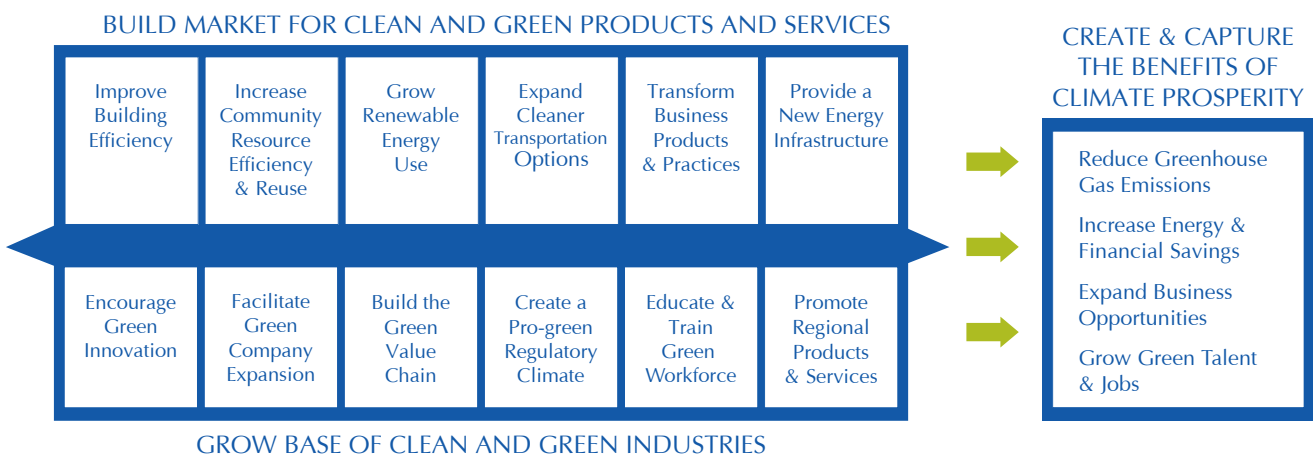 BUILD MARKET FOR CLEAN AND GREEN PRODUCTS AND SERVICES
Improve
Building
Efficiency
Increase
Community
Resource
Efficiency
& Reuse
Grow
Renewable
Energy
Use
Expand
Cleaner
Transportation
Options
Transform
Business
Products
& Practices
Provide a
New Energy
Infrastructure
Encourage
Green
Innovation
Facilitate
Green
Company
Expansion
Build the
Green
Value
Chain
Create a
Pro-green
Regulatory
Climate
Educate &
Train
Green
Workforce
Promote
Regional
Products
& Services
GROW BASE OF CLEAN AND GREEN INDUSTRIES
CREATE & CAPTURE
THE BENEFITS OF
CLIMATE PROSPERITY
Reduce Greenhouse
Gas Emissions
Increase Energy &
Financial Savings
Expand Business
Opportunities
Grow Green Talent
& Jobs